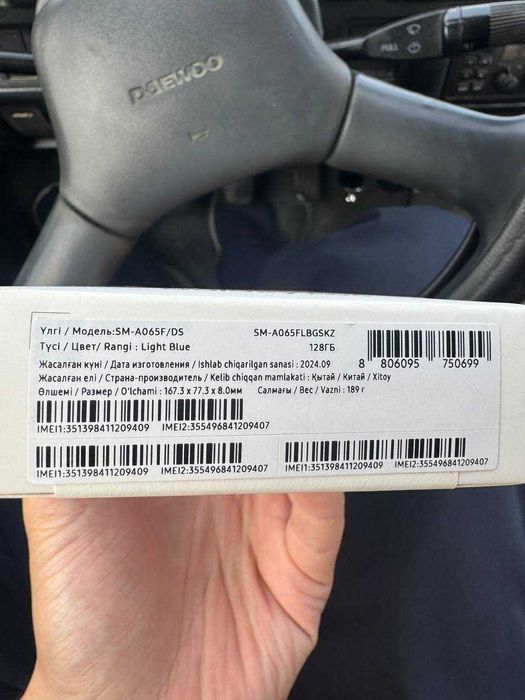 DAEWOO
PULL
Үлгі / Модель:SM-A065F/DS
SM-A065FLBGSKZ
Түсі / Цвет/ Rangi : Light Blue
128ГБ
Жасалған күні / Дата изготовления / Ishlab chiqarilgan sanasi : 2024.09
8 806095 750699
Жасалған елі / Страна-производитель / Kelib chiqqan mamlakati : Қытай / Китай / Xitoy
Өлшемі / Размер / O'lchami : 167.3 x 77.3 x 8.0мм
Салмағы / Вес / Vazni : 189 г
IMEI1:351398411209409 IMEI2:355496841209407
IMEI1:351398411209409 IMEI2:355496841209407
IMEI1:351398411209409 IMEI2:355496841209407